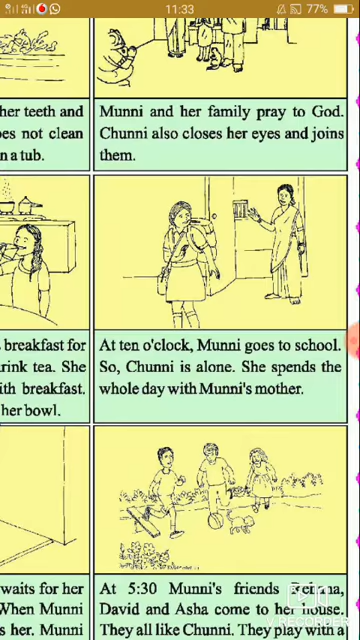 11:33
77%
her teeth and
oes not clean
n a tub.
Munni and her family pray to God.
Chunni also closes her eyes and joins
them.
breakfast for
rink tea. She
ith breakfast.
her bowl.
At ten o'clock, Munni goes to school.
So, Chunni is alone. She spends the
whole day with Munni's mother.
waits for her
When Munni
s her. Munni
At 5:30 Munni's friends
David and Asha come to her house.
They all like Chunni. They play with a
RECORDER